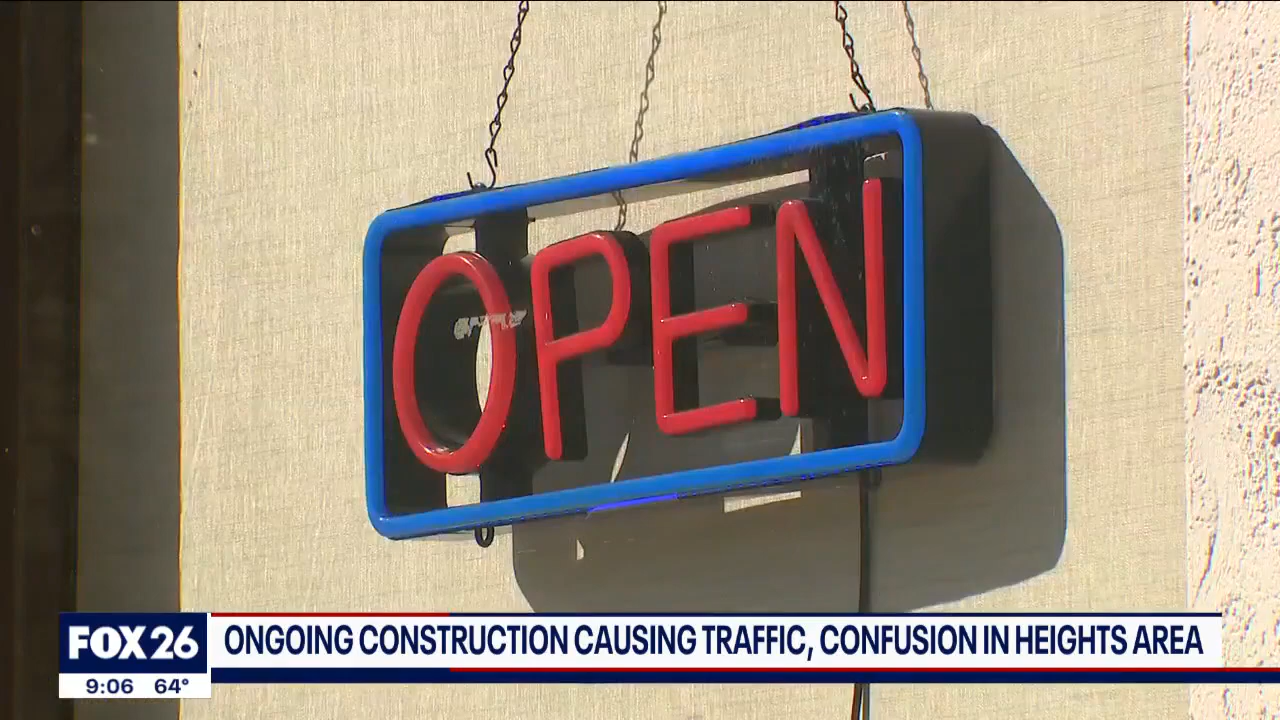 OPEN
FOX 26
ONGOING CONSTRUCTION CAUSING TRAFFIC, CONFUSION IN HEIGHTS AREA
9:06 64°